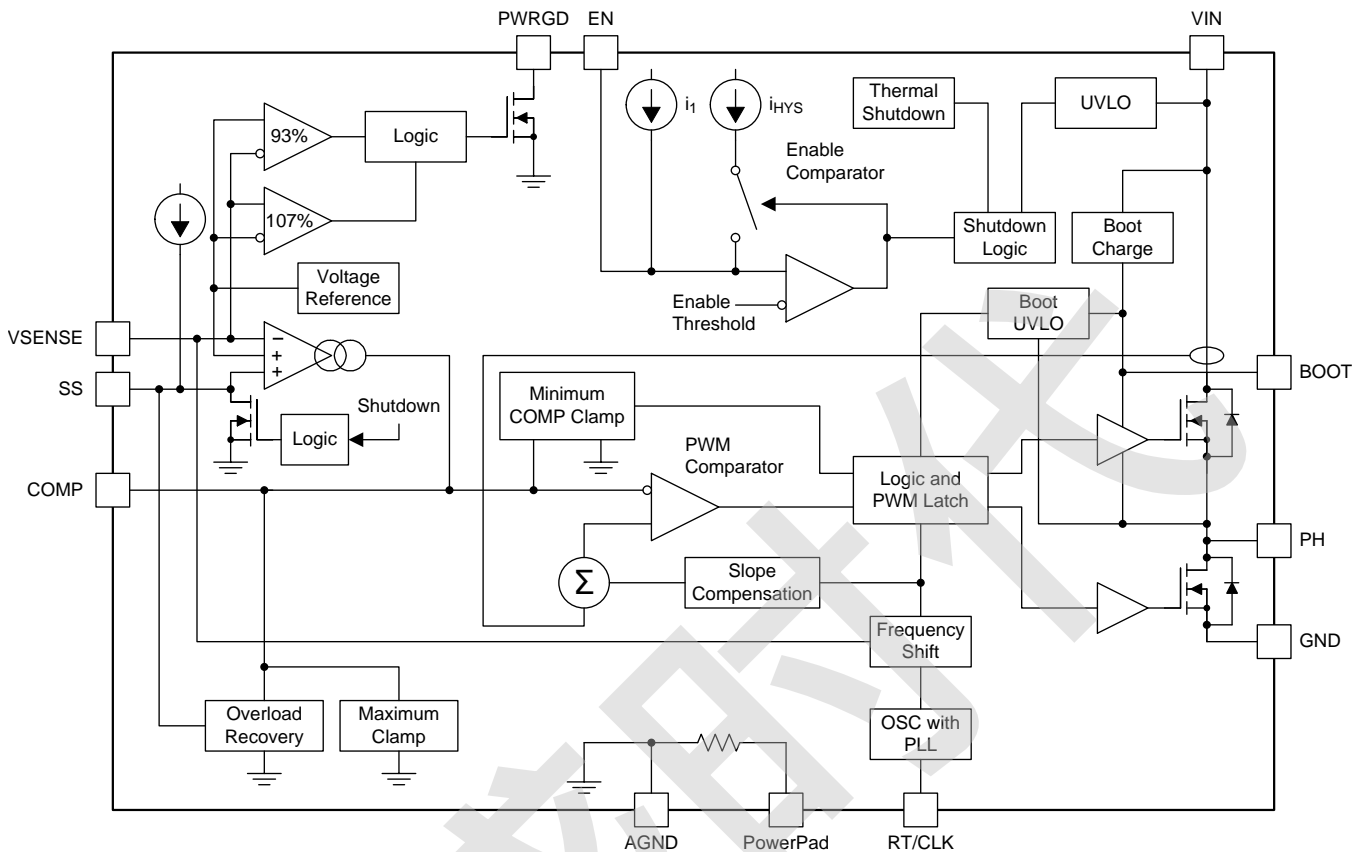 PWRGD
EN
VIN
93%
Logic
i1
iHYS
Thermal
Shutdown
UVLO
Enable
Comparator
107%
Shutdown
Logic
Boot
Charge
Voltage
Reference
Enable
Threshold
Boot
UVLO
VSENSE
−
+
+
SS
BOOT
Shutdown
Logic
Minimum
COMP Clamp
PWM
Comparator
COMP
Logic and
PWM Latch
PH
Σ
Slope
Compensation
Frequency
Shift
GND
Overload
Recovery
Maximum
Clamp
OSC with
PLL
AGND
PowerPad
RT/CLK
时代